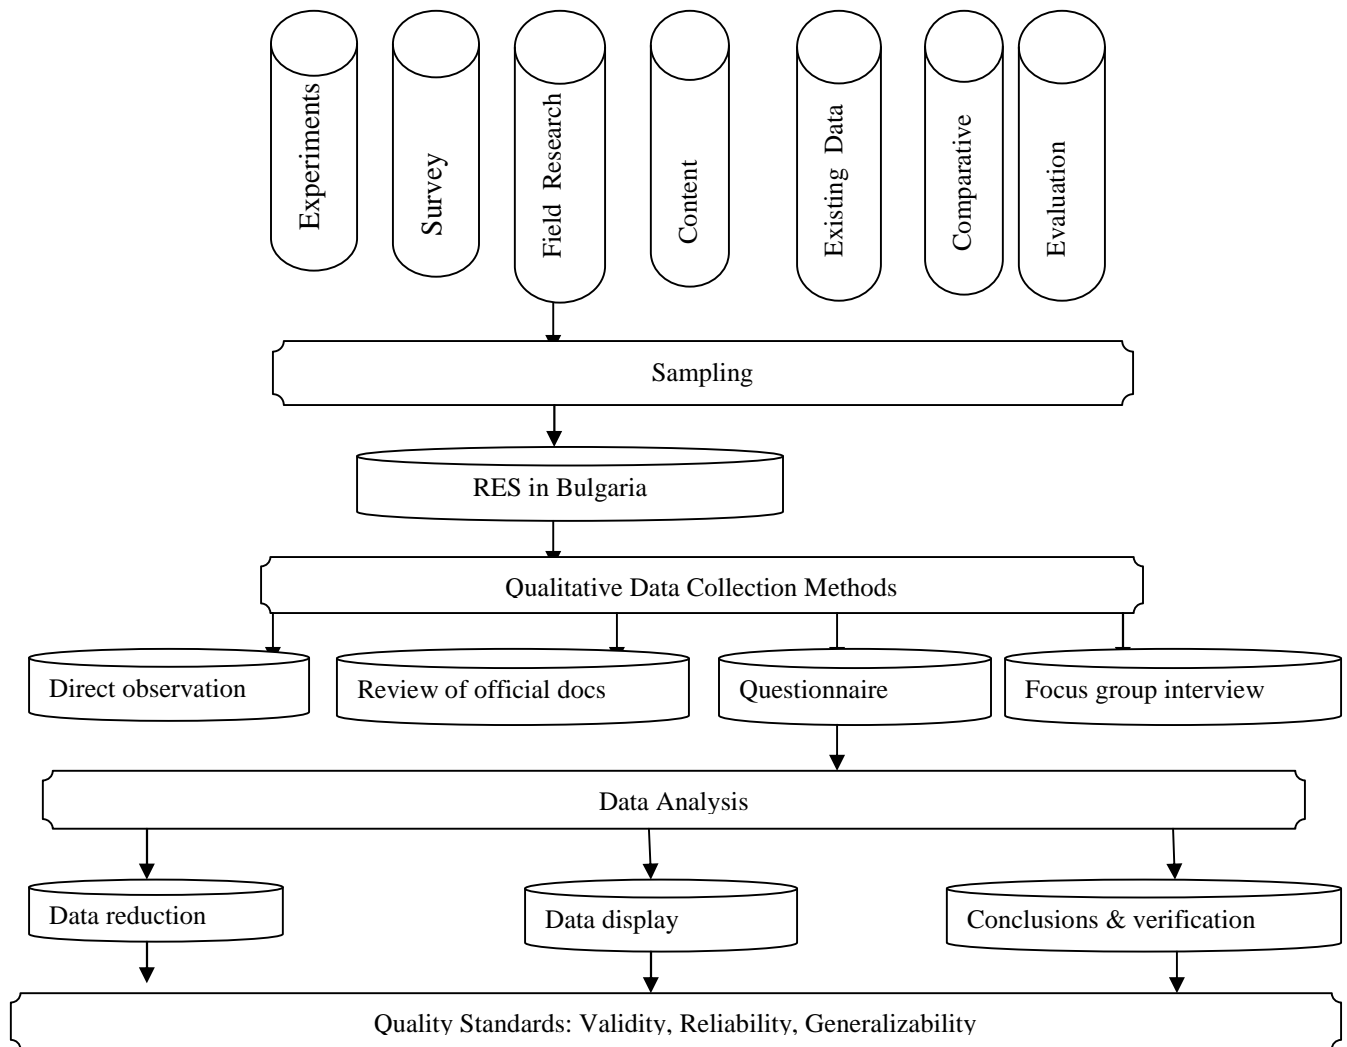 Experiments
Survey
Field Research
Content
Existing Data
Comparative
Evaluation
Sampling
RES in Bulgaria
Qualitative Data Collection Methods
Direct observation
Review of official docs
Questionnaire
Focus group interview
Data Analysis
Data reduction
Data display
Conclusions & verification
Quality Standards: Validity, Reliability, Generalizability